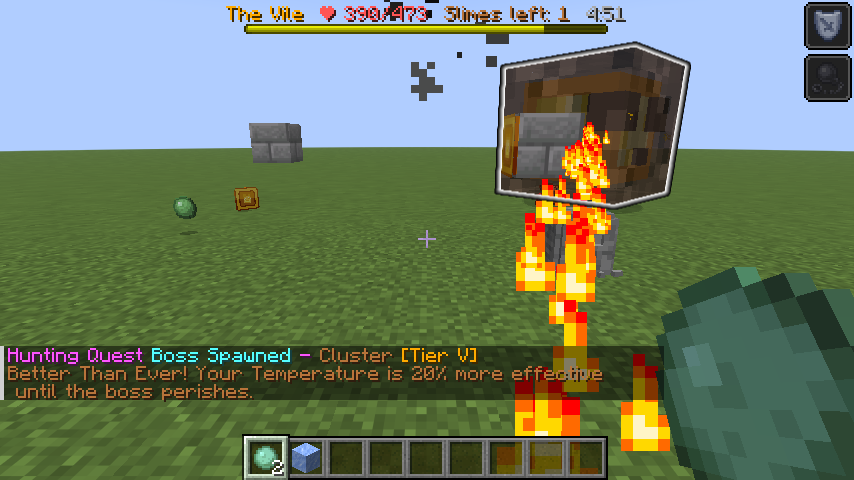 The Vile ❤ 390/473 Slimes left: 1 4:51
Hunting Quest Boss Spawned - Cluster [Tier V]
Better Than Ever! Your Temperature is 20% more effective
until the boss perishes.
2